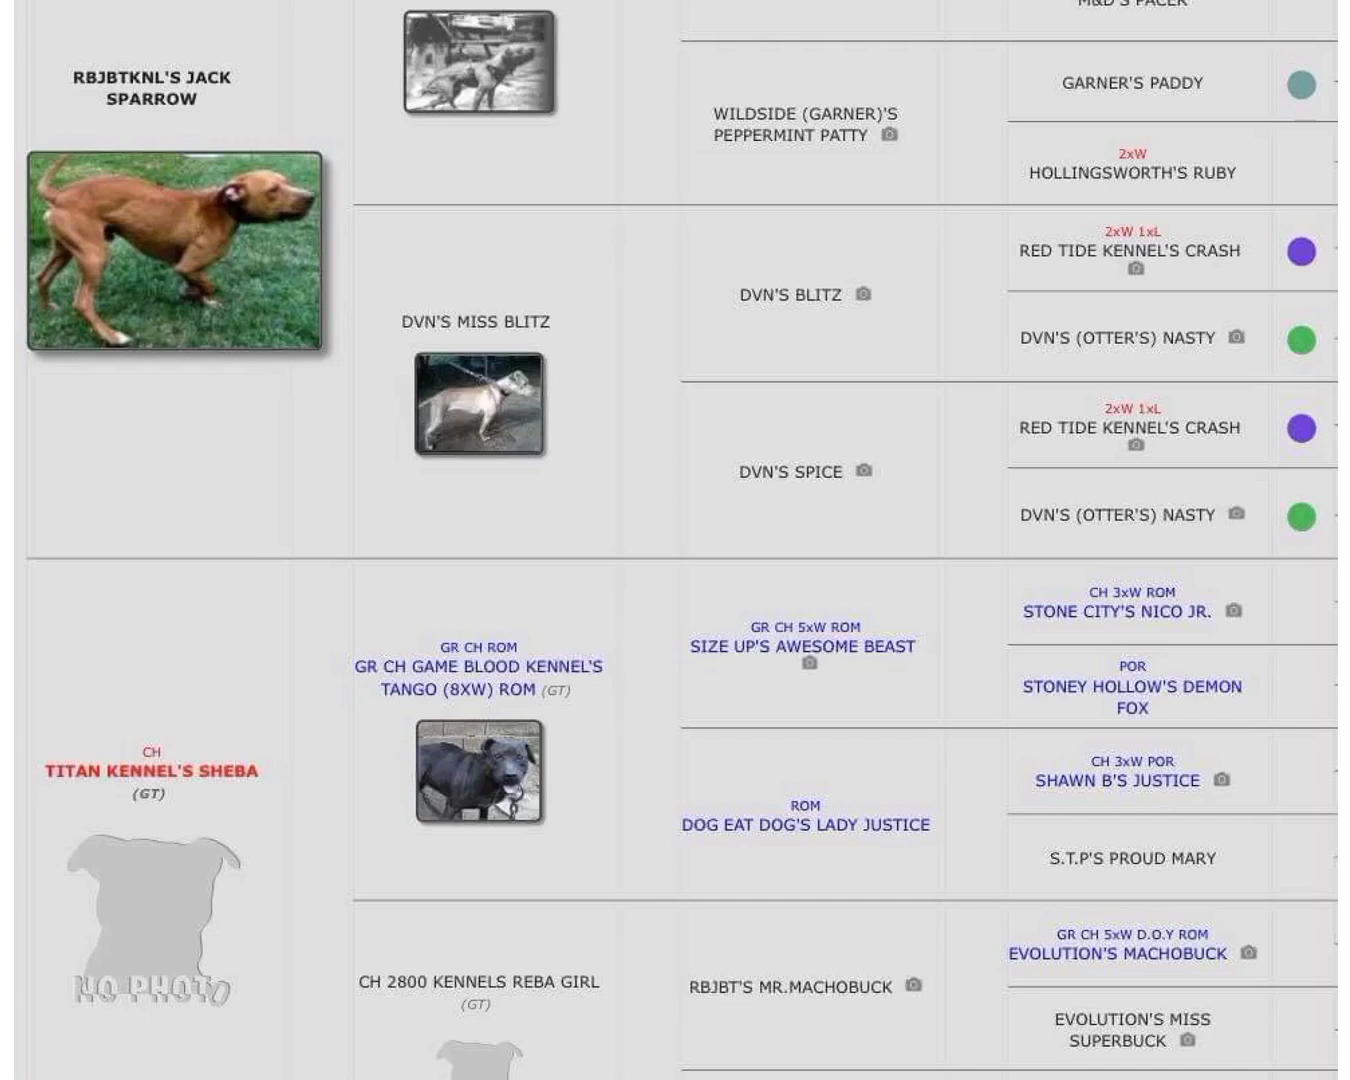 M&D'S PACER
RBJBTKNL'S JACK
SPARROW
WILDSIDE (GARNER)'S
PEPPERMINT PATTY
GARNER'S PADDY
2xW
HOLLINGSWORTH'S RUBY
DVN'S MISS BLITZ
DVN'S BLITZ
2xW 1xL
RED TIDE KENNEL'S CRASH
DVN'S (OTTER'S) NASTY
DVN'S SPICE
2xW 1xL
RED TIDE KENNEL'S CRASH
DVN'S (OTTER'S) NASTY
CH
TITAN KENNEL'S SHEBA
(GT)
NO PHOTO
GR CH ROM
GR CH GAME BLOOD KENNEL'S
TANGO (8XW) ROM (GT)
GR CH 5xW ROM
SIZE UP'S AWESOME BEAST
CH 3xW ROM
STONE CITY'S NICO JR.
POR
STONEY HOLLOW'S DEMON
FOX
ROM
DOG EAT DOG'S LADY JUSTICE
CH 3xW POR
SHAWN B'S JUSTICE
S.T.P'S PROUD MARY
CH 2800 KENNELS REBA GIRL
(GT)
RBJBT'S MR.MACHOBUCK
GR CH 5xW D.O.Y ROM
EVOLUTION'S MACHOBUCK
EVOLUTION'S MISS
SUPERBUCK